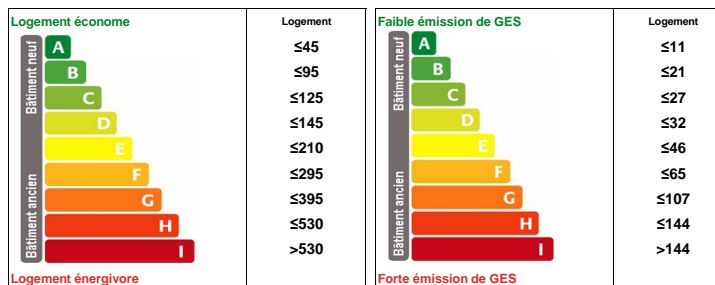 Logement économe Logement
A ≤45
B ≤95
C ≤125
D ≤145
E ≤210
F ≤295
G ≤395
H ≤530
I >530
Bâtiment neuf
Bâtiment ancien
Logement énergivore
Faible émission de GES Logement
A ≤11
B ≤21
C ≤27
D ≤32
E ≤46
F ≤65
G ≤107
H ≤144
I >144
Bâtiment neuf
Bâtiment ancien
Forte émission de GES